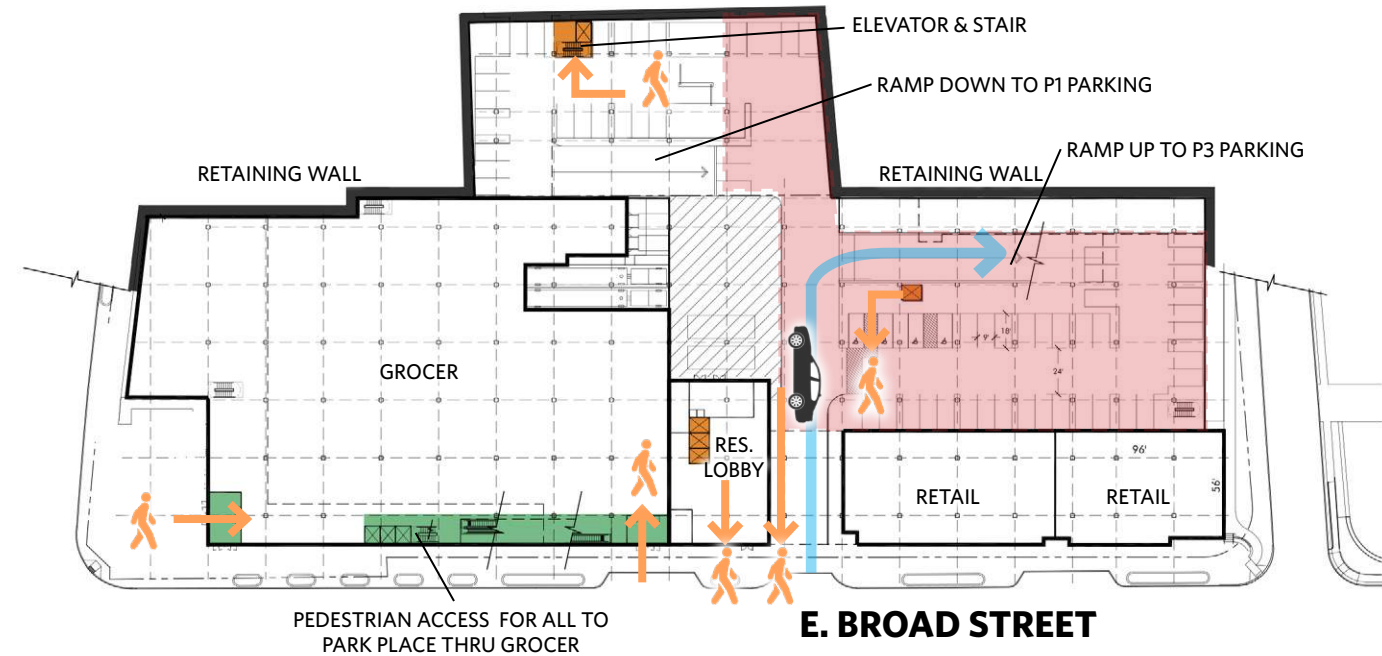 ELEVATOR & STAIR
RAMP DOWN TO P1 PARKING
RAMP UP TO P3 PARKING
RETAINING WALL
RETAINING WALL
18'
9'
24'
GROCER
RES.
LOBBY
96'
56'
RETAIL
RETAIL
PEDESTRIAN ACCESS FOR ALL TO
PARK PLACE THRU GROCER
E. BROAD STREET